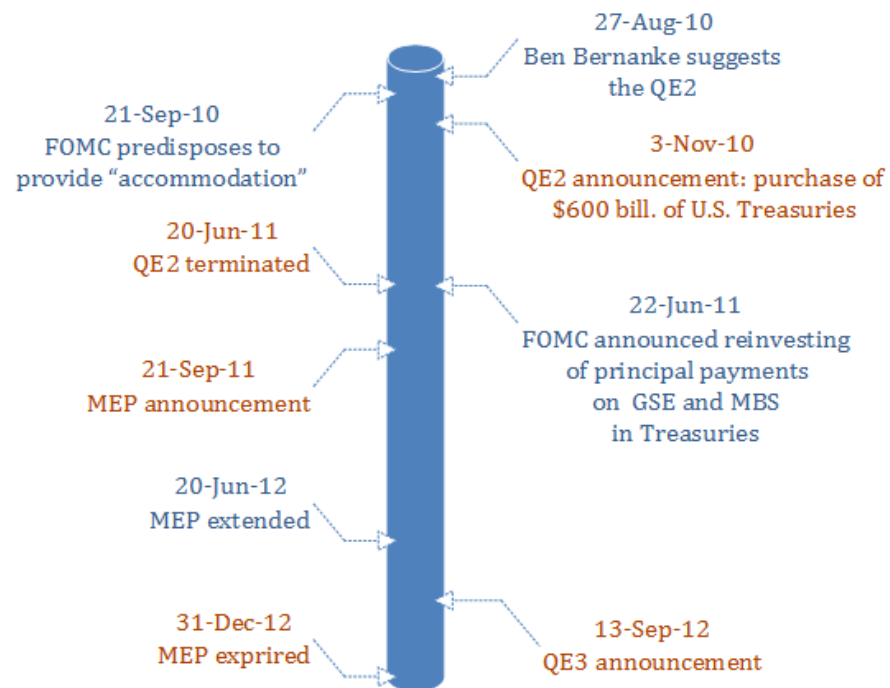 27-Aug-10
Ben Bernanke suggests
the QE2
21-Sep-10
FOMC predisposes to
provide “accommodation”
3-Nov-10
QE2 announcement: purchase of
$600 bill. of U.S. Treasuries
20-Jun-11
QE2 terminated
22-Jun-11
FOMC announced reinvesting
of principal payments
on GSE and MBS
in Treasuries
21-Sep-11
MEP announcement
20-Jun-12
MEP extended
13-Sep-12
QE3 announcement
31-Dec-12
MEP exprired